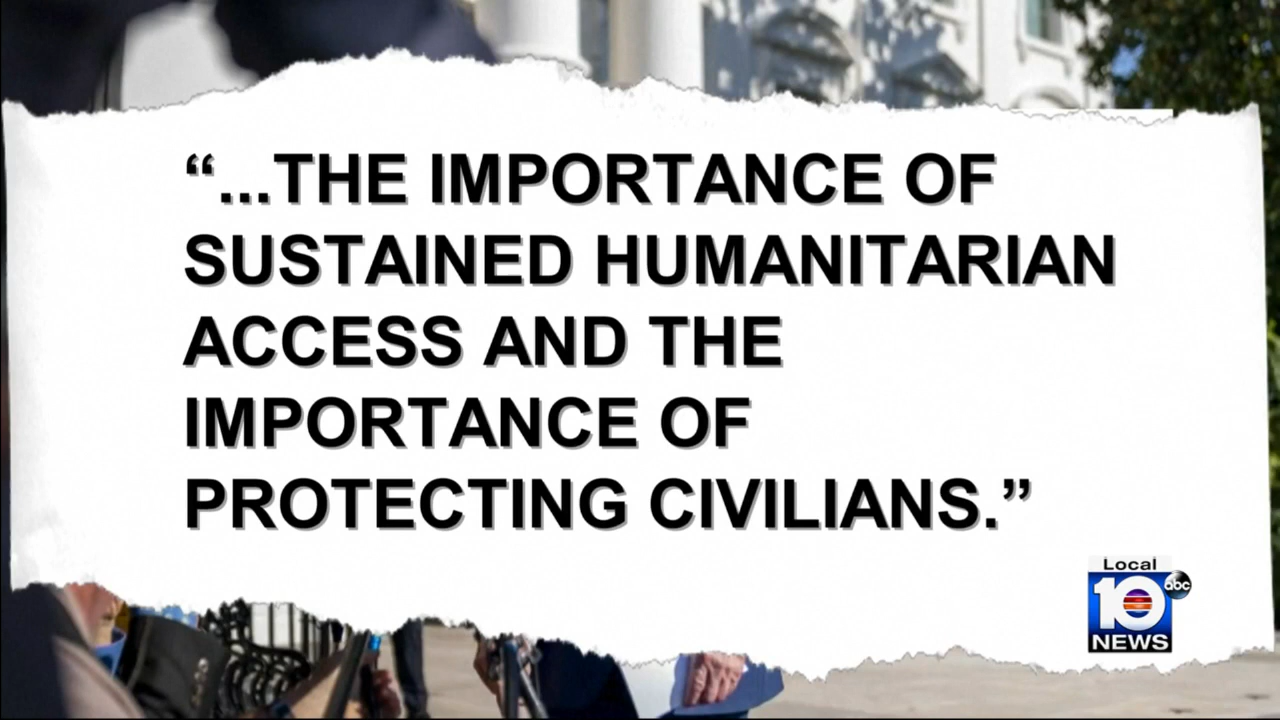 “...THE IMPORTANCE OF
SUSTAINED HUMANITARIAN
ACCESS AND THE
IMPORTANCE OF
PROTECTING CIVILIANS.”
Local
10
abc
NEWS